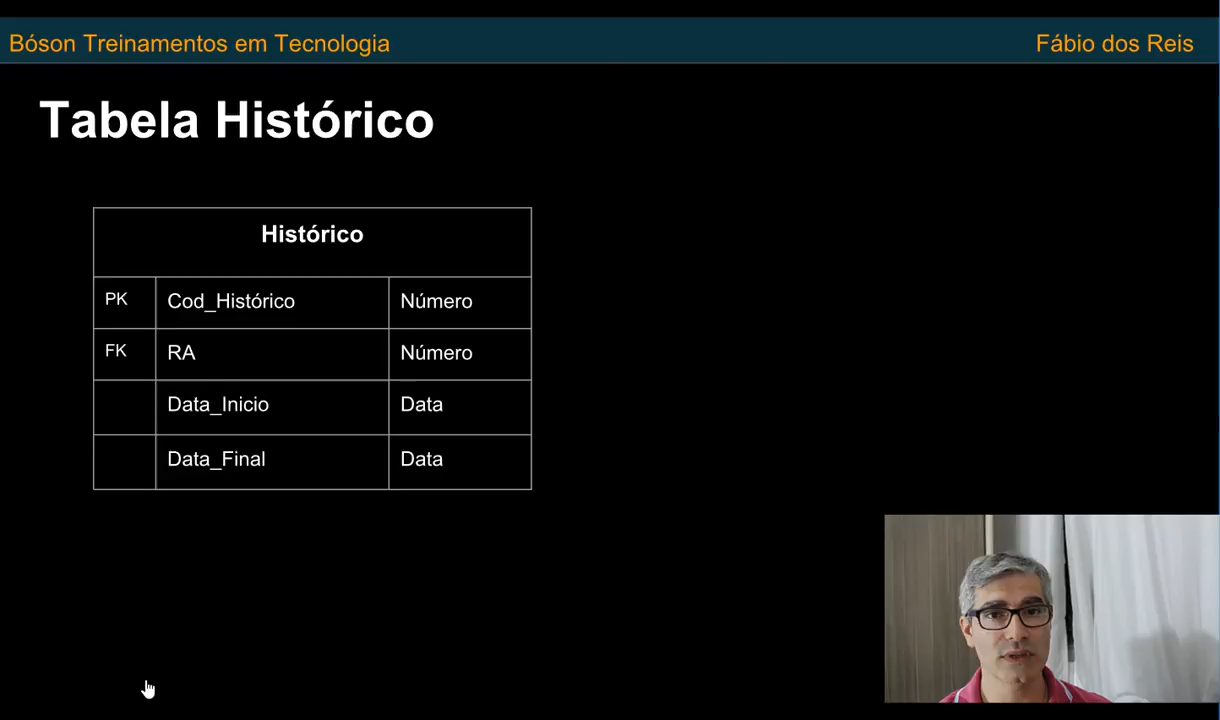 Bóson Treinamentos em Tecnologia Fábio dos Reis
Tabela Histórico
Histórico
PK Cod_Histórico Número
FK RA Número
Data_Inicio Data
Data_Final Data